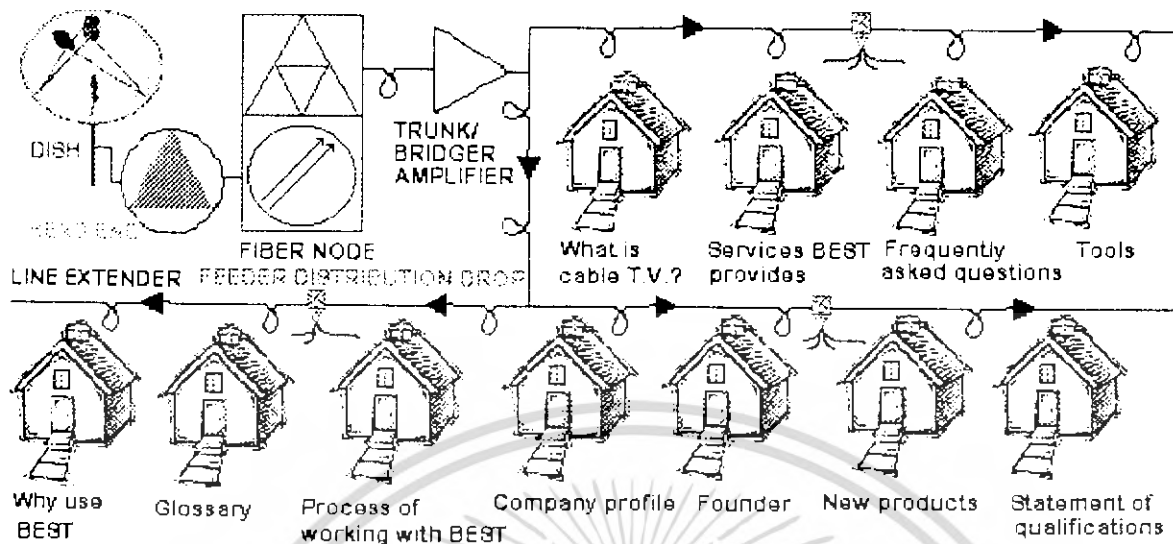 DISH
HEAD END
FIBER NODE
TRUNK/
BRIDGER
AMPLIFIER
What is
cable T.V.?
Services BEST
provides
Frequently
asked questions
Tools
LINE EXTENDER
FEEDER DISTRIBUTION DROP
Why use
BEST
Glossary
Process of
working with BEST
Company profile
Founder
New products
Statement of
qualifications